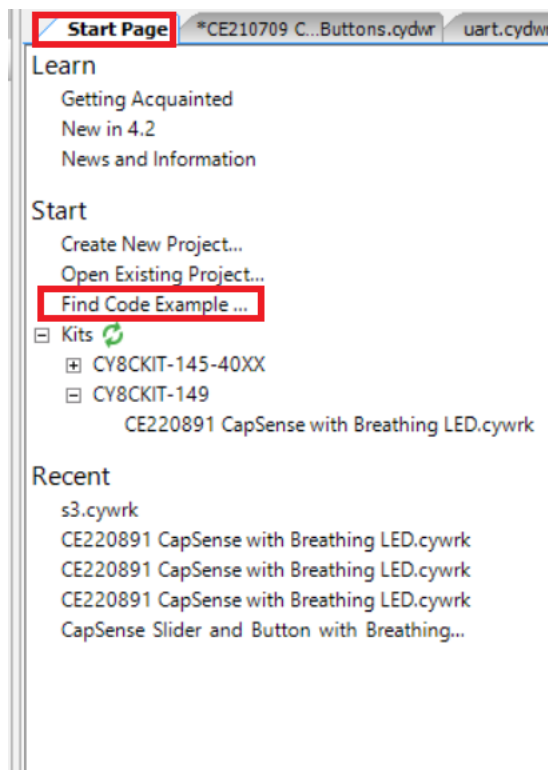 Start Page *CE210709 C...Buttons.cydwr uart.cydwr
Learn
Getting Acquainted
New in 4.2
News and Information
Start
Create New Project...
Open Existing Project...
Find Code Example ...
Kits
CY8CKIT-145-40XX
CY8CKIT-149
CE220891 CapSense with Breathing LED.cywrk
Recent
s3.cywrk
CE220891 CapSense with Breathing LED.cywrk
CE220891 CapSense with Breathing LED.cywrk
CE220891 CapSense with Breathing LED.cywrk
CapSense Slider and Button with Breathing...